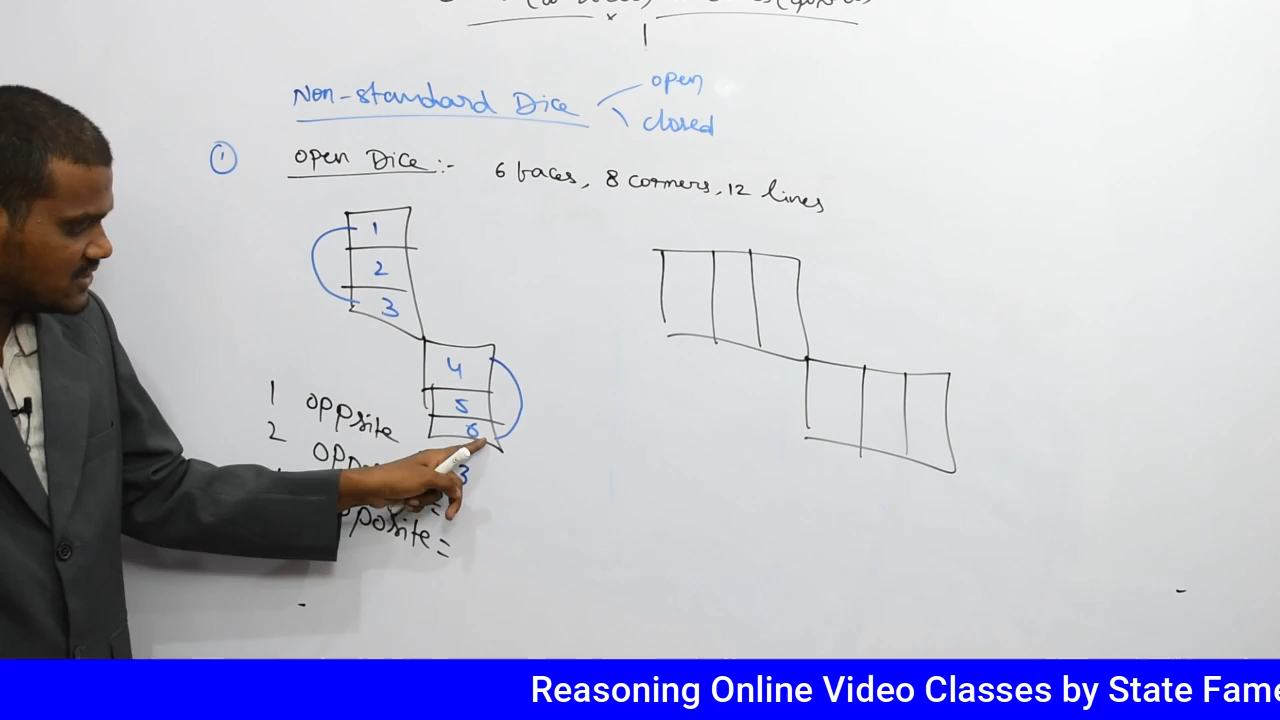 Non-standard Dice
open
closed
① open Dice:- 6 faces, 8 corners, 12 lines
1
2
3
4
5
6
1 opposite
2
3
opposite =
Reasoning Online Video Classes by State Fame